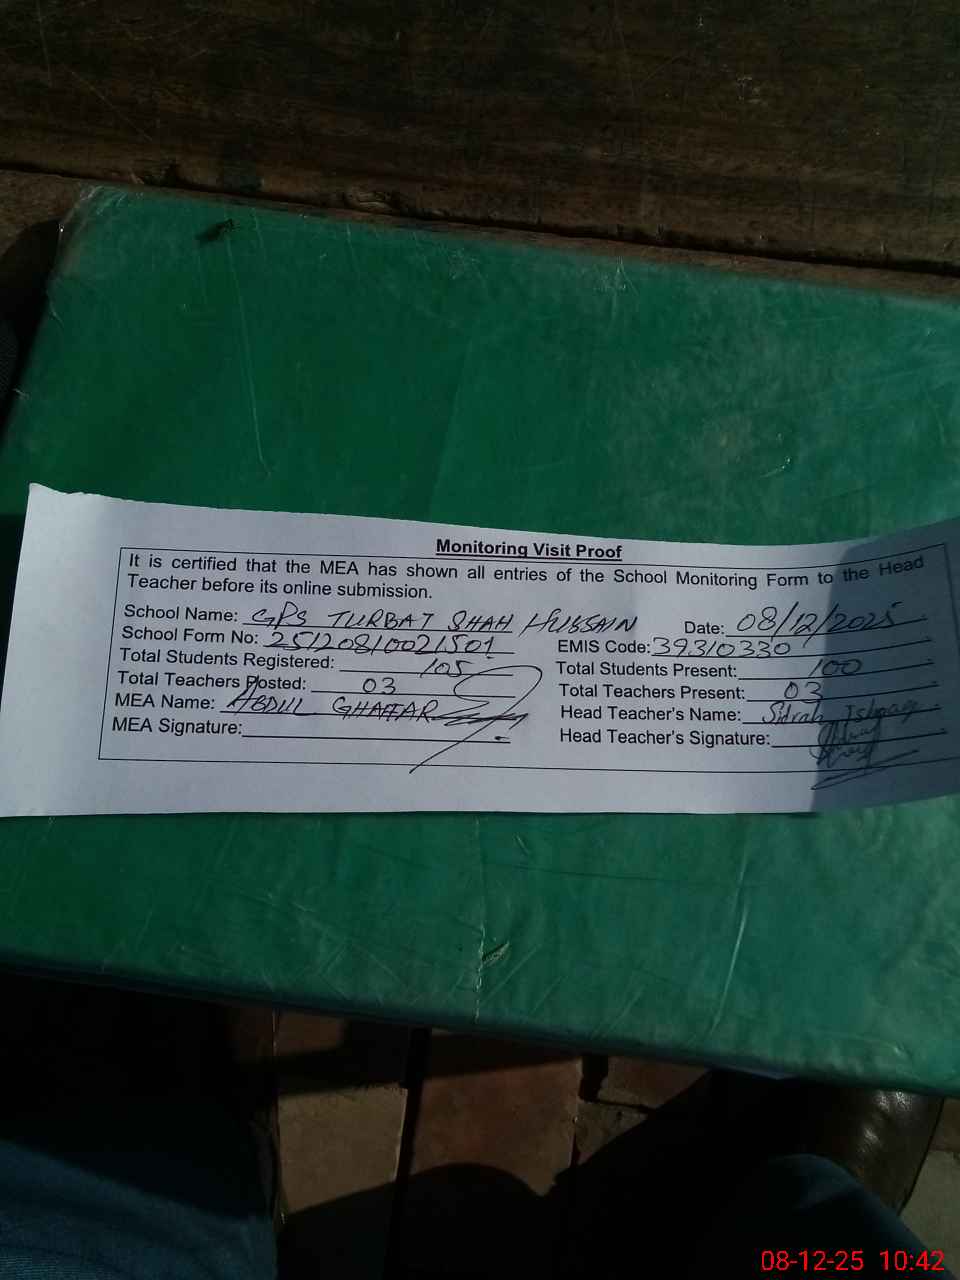 Monitoring Visit Proof
It is certified that the MEA has shown all entries of the School Monitoring Form to the Head
Teacher before its online submission.
School Name: GPS TURBAT SHAH HUSSAIN Date: 08/12/2025
School Form No: 25120810021501 EMIS Code: 39310330
Total Students Registered: 105 Total Students Present: 100
Total Teachers Posted: 03 Total Teachers Present: 03
MEA Name: ABDUL GHAFFAR Head Teacher's Name: Sidrah
MEA Signature: Head Teacher's Signature:
08-12-25 10:42